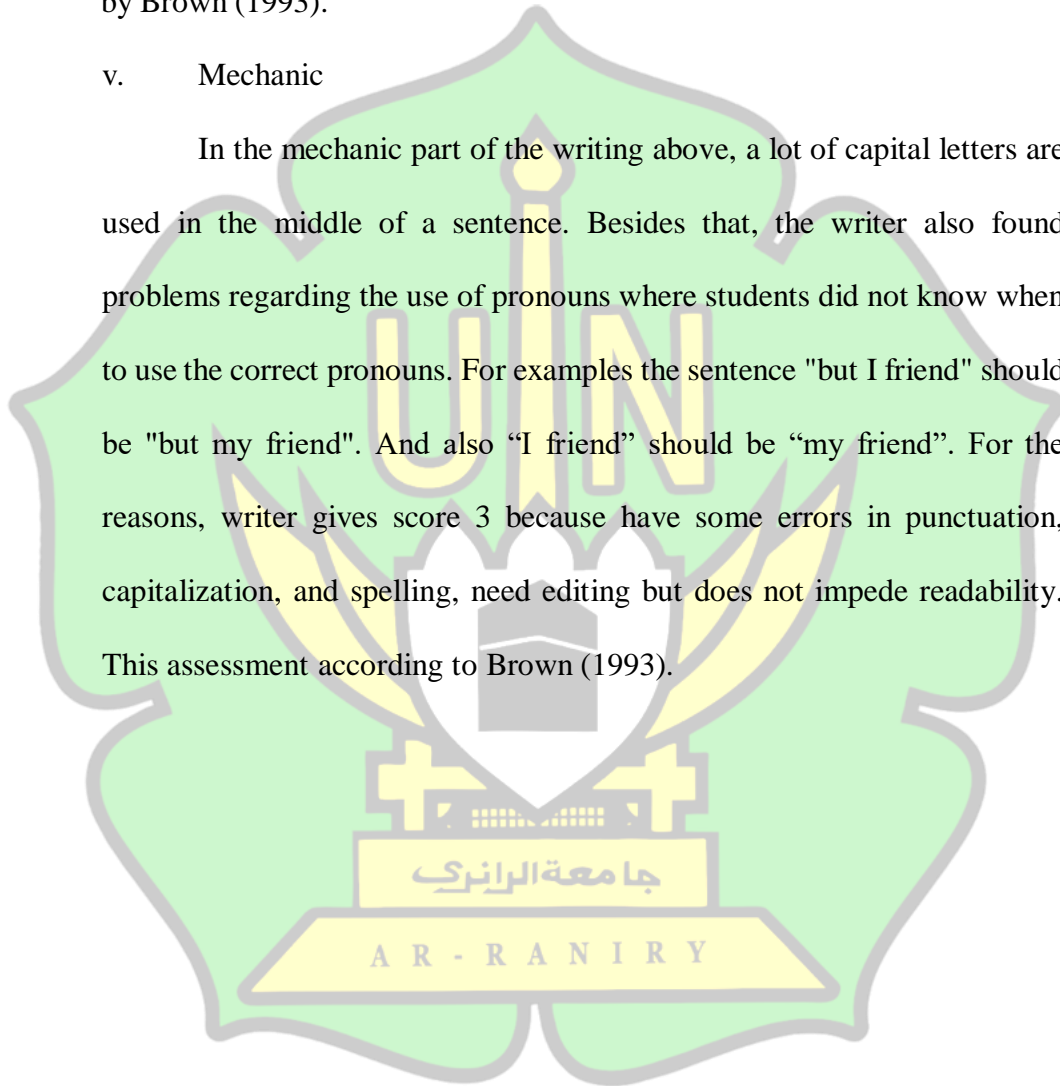 by Brown (1993).
v. Mechanic
In the mechanic part of the writing above, a lot of capital letters are
used in the middle of a sentence. Besides that, the writer also found
problems regarding the use of pronouns where students did not know when
to use the correct pronouns. For examples the sentence "but I friend" should
be "but my friend". And also “I friend” should be “my friend”. For the
reasons, writer gives score 3 because have some errors in punctuation,
capitalization, and spelling, need editing but does not impede readability.
This assessment according to Brown (1993).
UIN
جامعةالرانري
AR-RANIRY